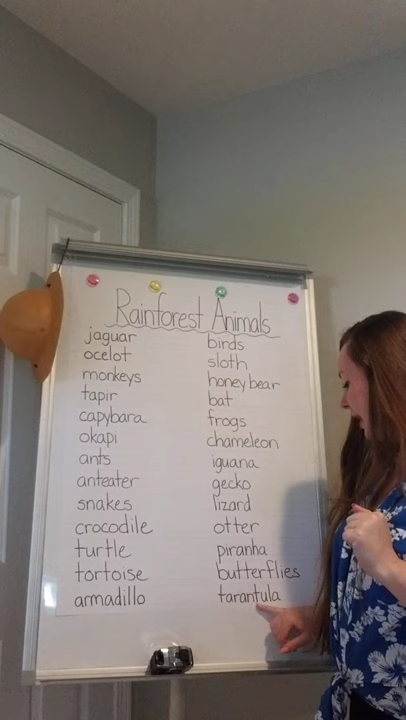 Rainforest Animals
jaguar
ocelot
monkeys
tapir
capybara
okapi
ants
anteater
snakes
crocodile
turtle
tortoise
armadillo
birds
sloth
honey bear
bat
frogs
chameleon
iguana
gecko
lizard
otter
piranha
butterflies
tarantula